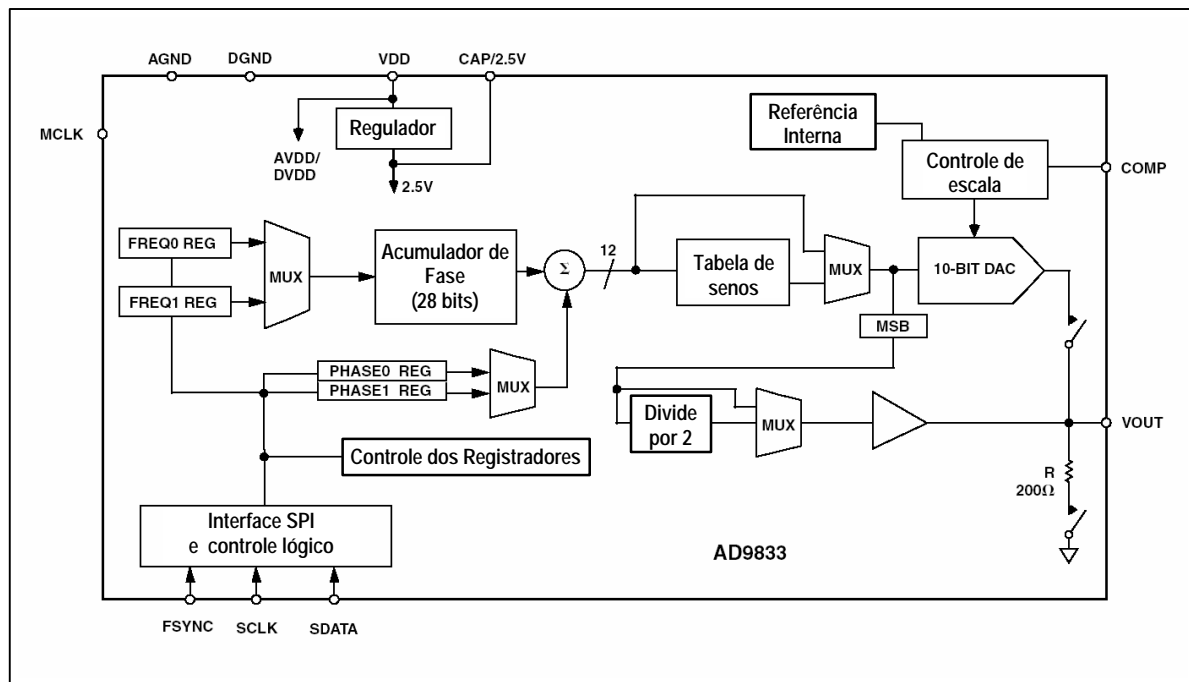 AGND DGND VDD CAP/2.5V
MCLK
Regulador
AVDD/
DVDD
2.5V
Referência
Interna
Controle de
escala
COMP
FREQ0 REG
FREQ1 REG
MUX
Acumulador de
Fase
(28 bits)
Σ
12
Tabela de
senos
MUX
10-BIT DAC
MSB
PHASE0 REG
PHASE1 REG
MUX
Divide
por 2
MUX
VOUT
R
200Ω
Controle dos Registradores
Interface SPI
e controle lógico
AD9833
FSYNC SCLK SDATA